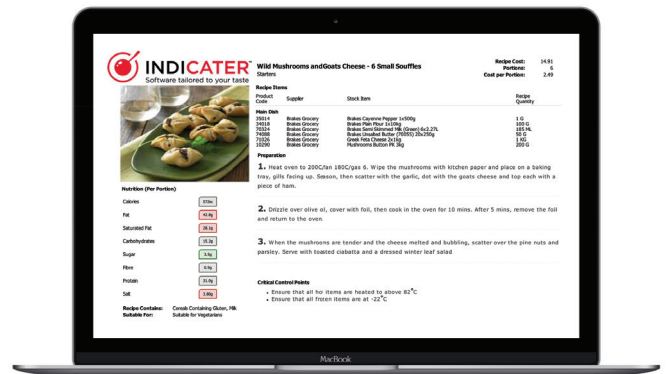 INDICATER
Software tailored to your taste
Wild Mushrooms andGoats Cheese - 6 Small Souffles
Starters
Recipe Cost: 14.91
Portions: 6
Cost per Portion: 2.49
Recipe Items
Product Code Supplier Stock Item Recipe Quantity
Main Dish
35014 Brakes Grocery Brakes Cayenne Pepper 1x500g 1 G
34018 Brakes Grocery Brakes Plain Flour 1x10kg 100 G
70324 Brakes Grocery Brakes Semi Skimmed Milk (Green) 6x2.27L 185 ML
74088 Brakes Grocery Brakes Unsalted Butter (70055) 20x250g 50 G
70226 Brakes Grocery Greek Feta Cheese 2x1kg 1 KG
10290 Brakes Grocery Mushrooms Button PK 3kg 200 G
Preparation
1. Heat oven to 200C/fan 180C/gas 6. Wipe the mushrooms with kitchen paper and place on a baking
tray, gills facing up. Season, then scatter with the garlic, dot with the goats cheese and top each with a
piece of ham.
2. Drizzle over olive oil, cover with foil, then cook in the oven for 10 mins. After 5 mins, remove the foil
and return to the oven
3. When the mushrooms are tender and the cheese melted and bubbling, scatter over the pine nuts and
parsley. Serve with toasted ciabatta and a dressed winter leaf salad
Critical Control Points
• Ensure that all hot items are heated to above 82°C
• Ensure that all frozen items are at -22°C
Nutrition (Per Portion)
Calories
Fat 42.8g
Saturated Fat 28.1g
Carbohydrates 15.2g
Sugar 2.5g
Fibre 0.9g
Protein 31.0g
Salt 3.80g
Recipe Contains: Cereals Containing Gluten, Milk
Suitable For: Suitable for Vegetarians
MacBook